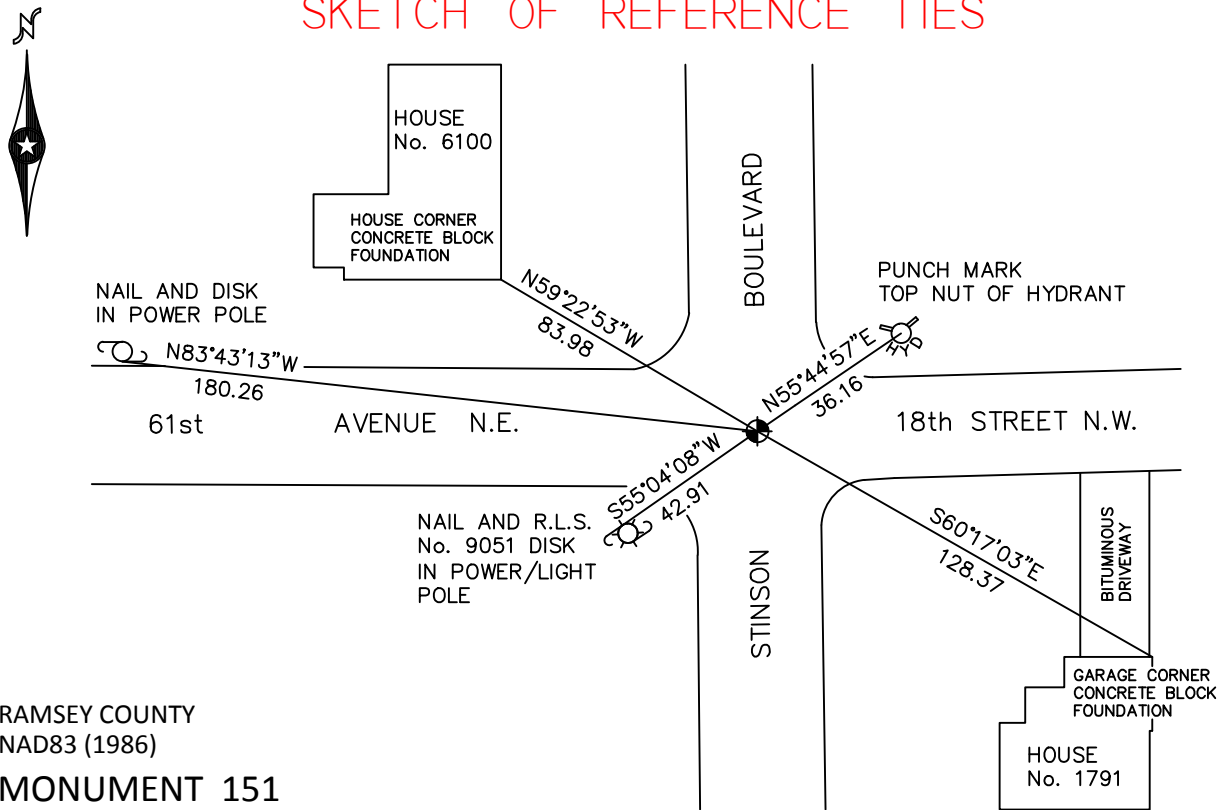 SKETCH OF REFERENCE TIES
N
HOUSE
No. 6100
HOUSE CORNER
CONCRETE BLOCK
FOUNDATION
BOULEVARD
PUNCH MARK
TOP NUT OF HYDRANT
NAIL AND DISK
IN POWER POLE
N59°22'53"W
83.98
N83°43'13"W
180.26
N55°44'57"E
36.16
HYD
61st AVENUE N.E.
18th STREET N.W.
S55°04'08"W
42.91
NAIL AND R.L.S.
No. 9051 DISK
IN POWER/LIGHT
POLE
S60°17'03"E
128.37
STINSON
BITUMINOUS
DRIVEWAY
GARAGE CORNER
CONCRETE BLOCK
FOUNDATION
HOUSE
No. 1791
RAMSEY COUNTY
NAD83 (1986)
MONUMENT 151